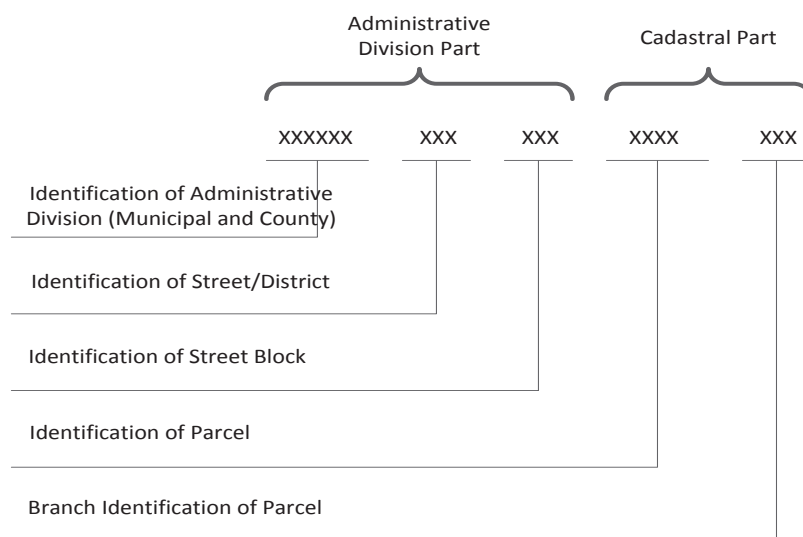 Administrative
Division Part
Cadastral Part
XXXXXX XXX XXX XXXX XXX
Identification of Administrative
Division (Municipal and County)
Identification of Street/District
Identification of Street Block
Identification of Parcel
Branch Identification of Parcel